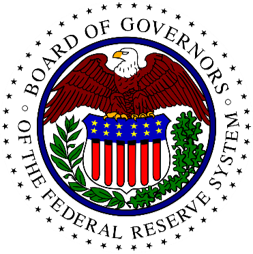 BOARD OF GOVERNORS
OF THE FEDERAL RESERVE SYSTEM